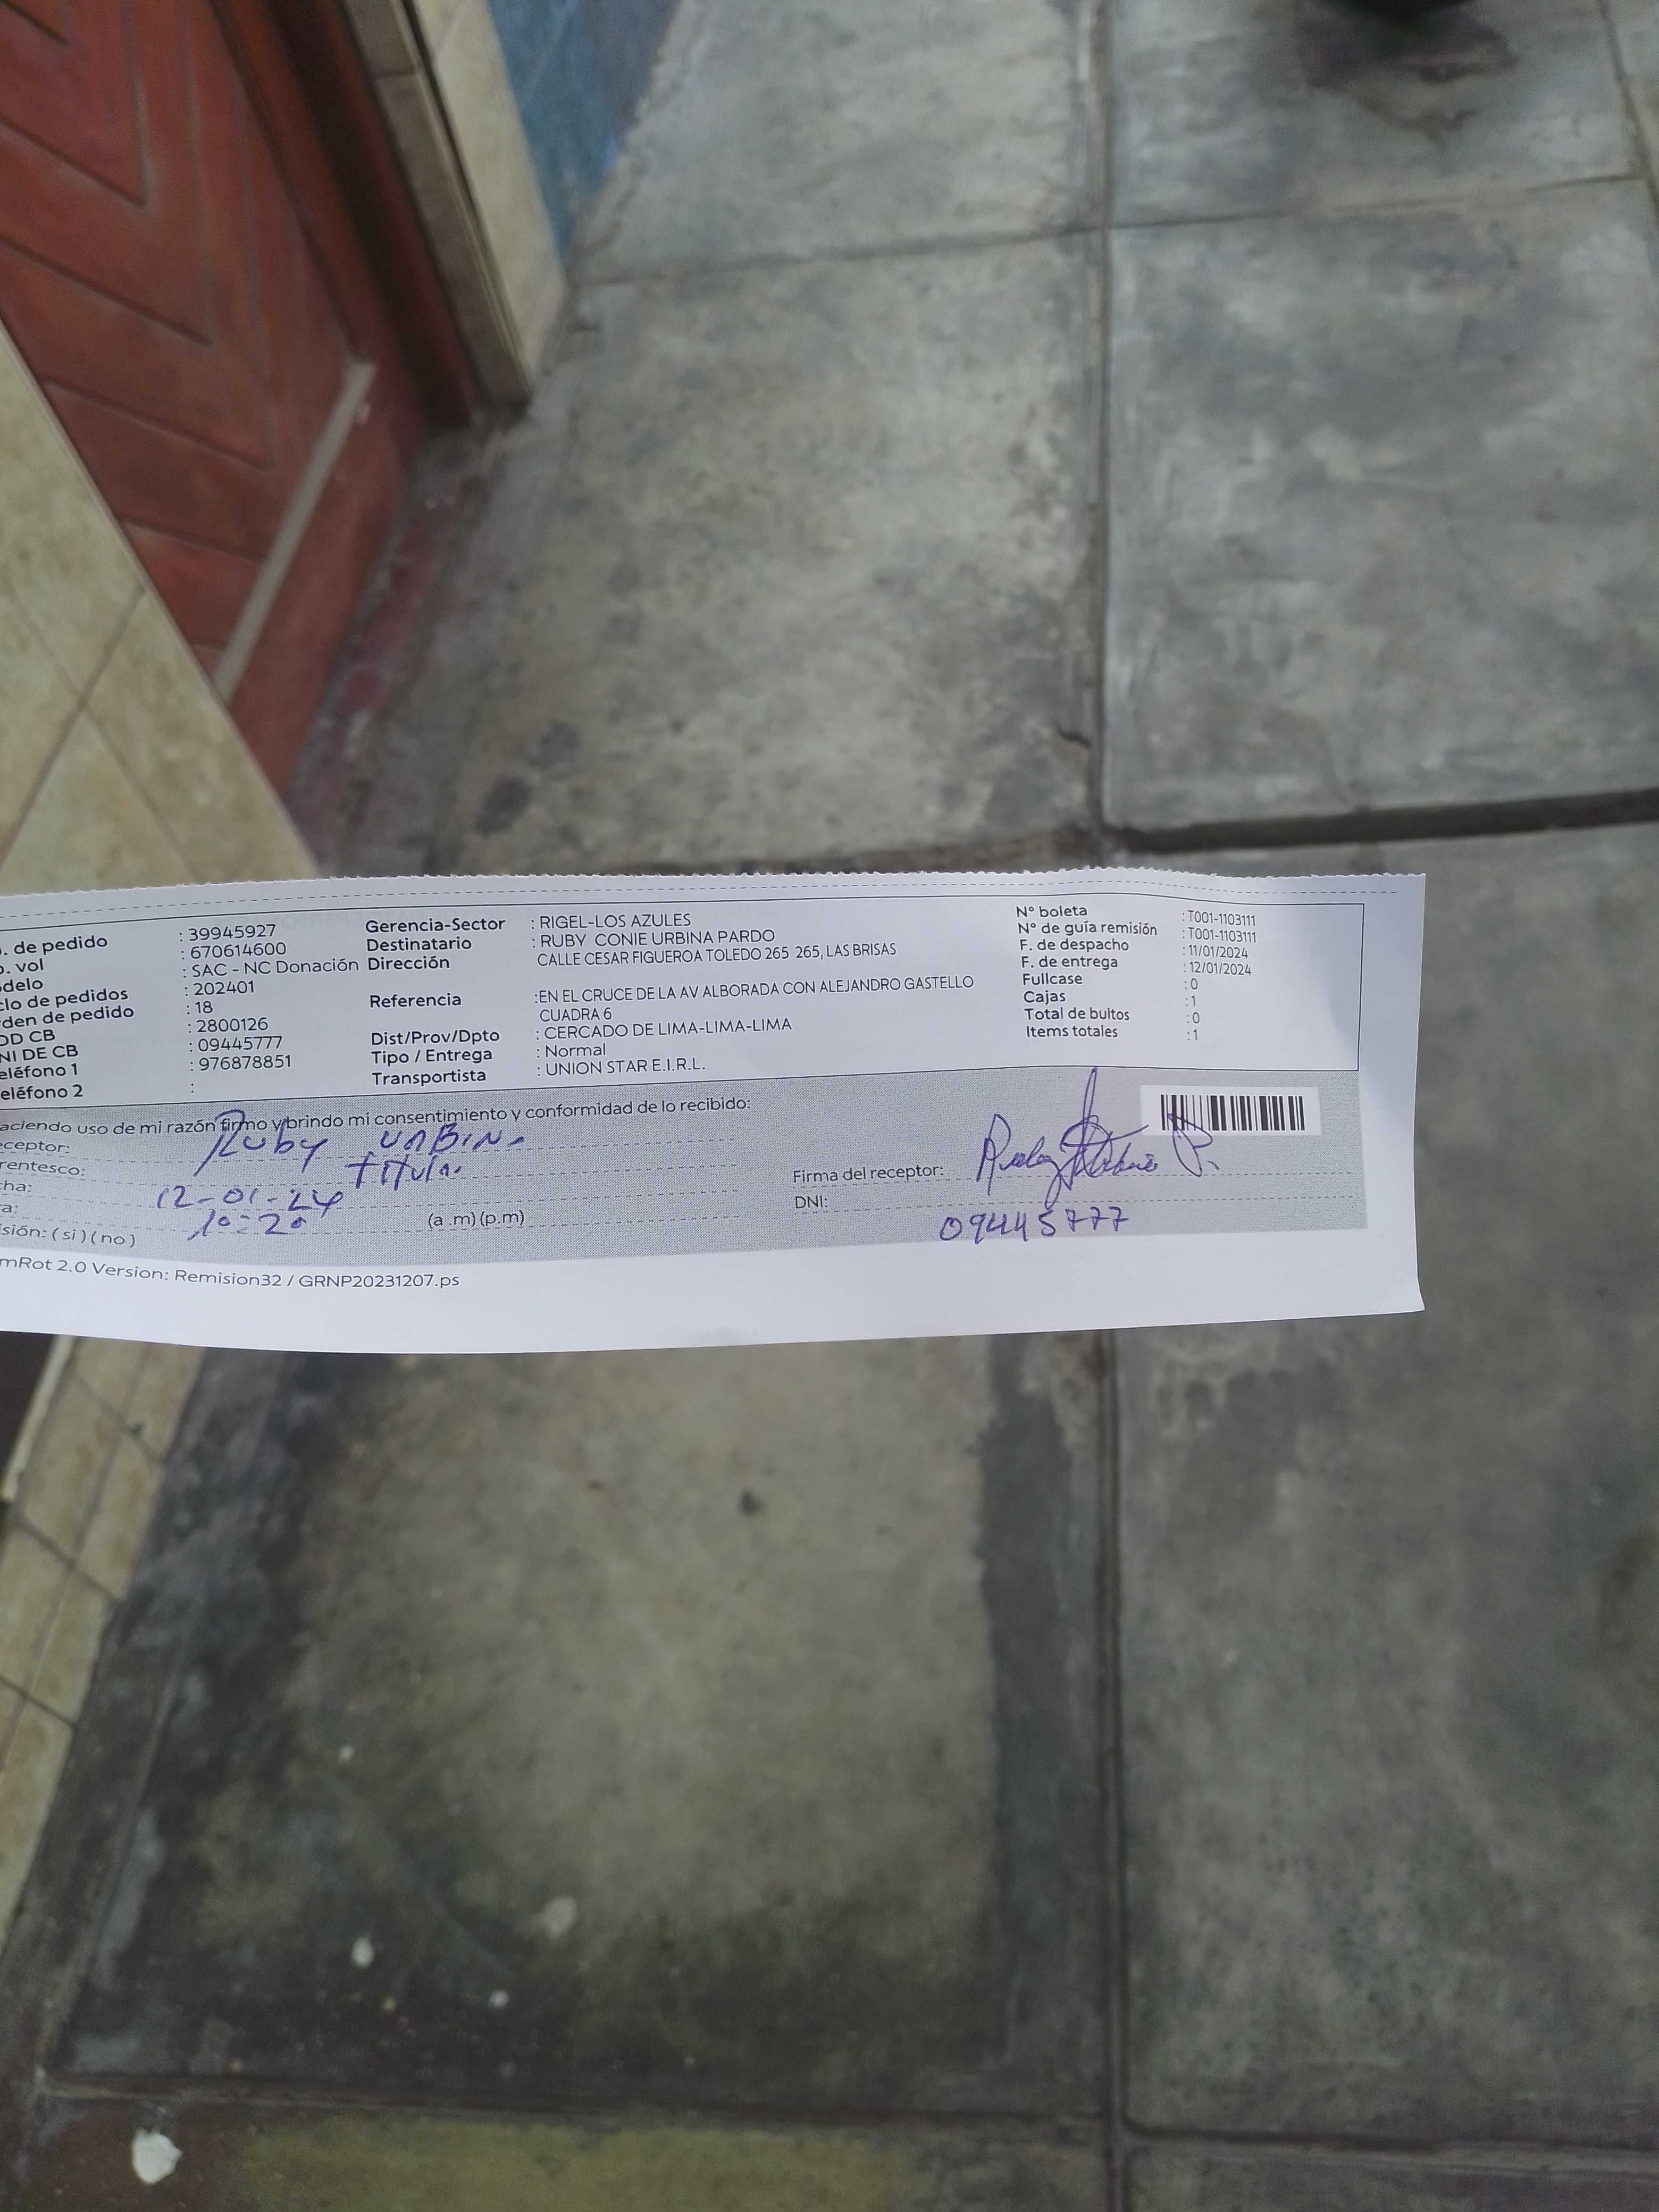 . de pedido : 39945927 Gerencia-Sector : RIGEL-LOS AZULES N° boleta : T001-1103111
. vol : 670614600 Destinatario : RUBY CONIE URBINA PARDO N° de guía remisión : T001-1103111
delo : SAC - NC Donación Dirección CALLE CESAR FIGUEROA TOLEDO 265 265, LAS BRISAS F. de despacho : 11/01/2024
clo de pedidos : 202401 F. de entrega : 12/01/2024
den de pedido : 18 Referencia :EN EL CRUCE DE LA AV ALBORADA CON ALEJANDRO GASTELLO Fullcase : 0
OD CB : 2800126 CUADRA 6 Cajas : 1
NI DE CB : 09445777 Dist/Prov/Dpto : CERCADO DE LIMA-LIMA-LIMA Total de bultos : 0
eléfono 1 : 976878851 Tipo / Entrega : Normal Items totales : 1
eléfono 2 : Transportista : UNION STAR E.I.R.L.
aciendo uso de mi razón firmo y brindo mi consentimiento y conformidad de lo recibido:
ceptor: Ruby URBINA
rentesco: Titular Firma del receptor:
cha: 12-01-24 DNI: 09445777
a: 10:20 (a .m) (p.m)
sión: ( si ) ( no )
mRot 2.0 Version: Remision32 / GRNP20231207.ps